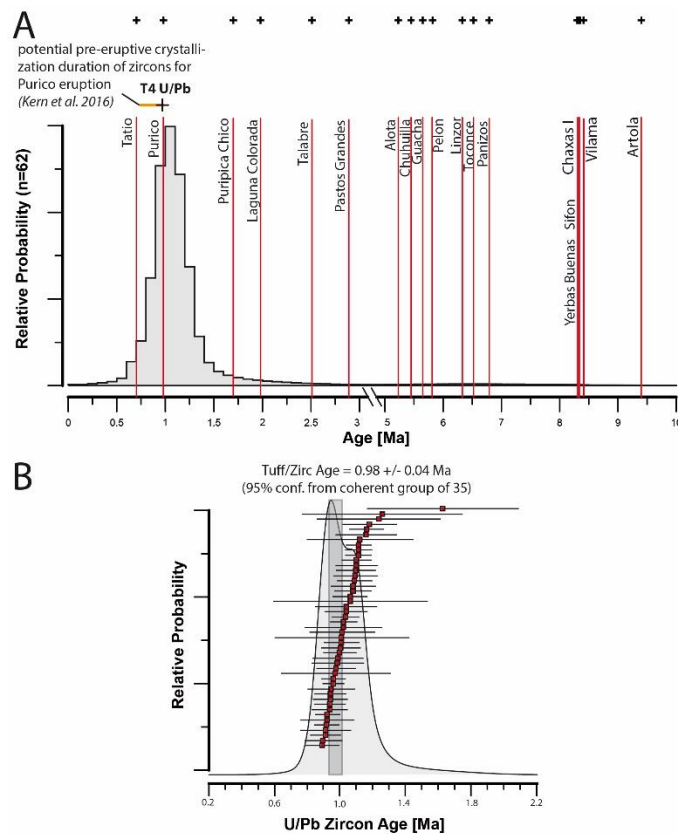 A
potential pre-eruptive crystalli-
zation duration of zircons for
Purico eruption
(Kern et al. 2016)
T4 U/Pb
Relative Probability (n=62)
Tatio
Purico
Puripica Chico
Laguna Colorada
Talabre
Pastos Grandes
Alota
Chuhuilla
Guacha
Pelon
Linzor
Toconce
Panizos
Yerbas Buenas
Sifon
Chaxas I
Vilama
Artola
0 0.5 1 1.5 2 2.5 3 5 6 7 8 9 10
Age [Ma]
B
Tuff/Zirc Age = 0.98 +/- 0.04 Ma
(95% conf. from coherent group of 35)
Relative Probability
0.2 0.6 1.0 1.4 1.8 2.2
U/Pb Zircon Age [Ma]